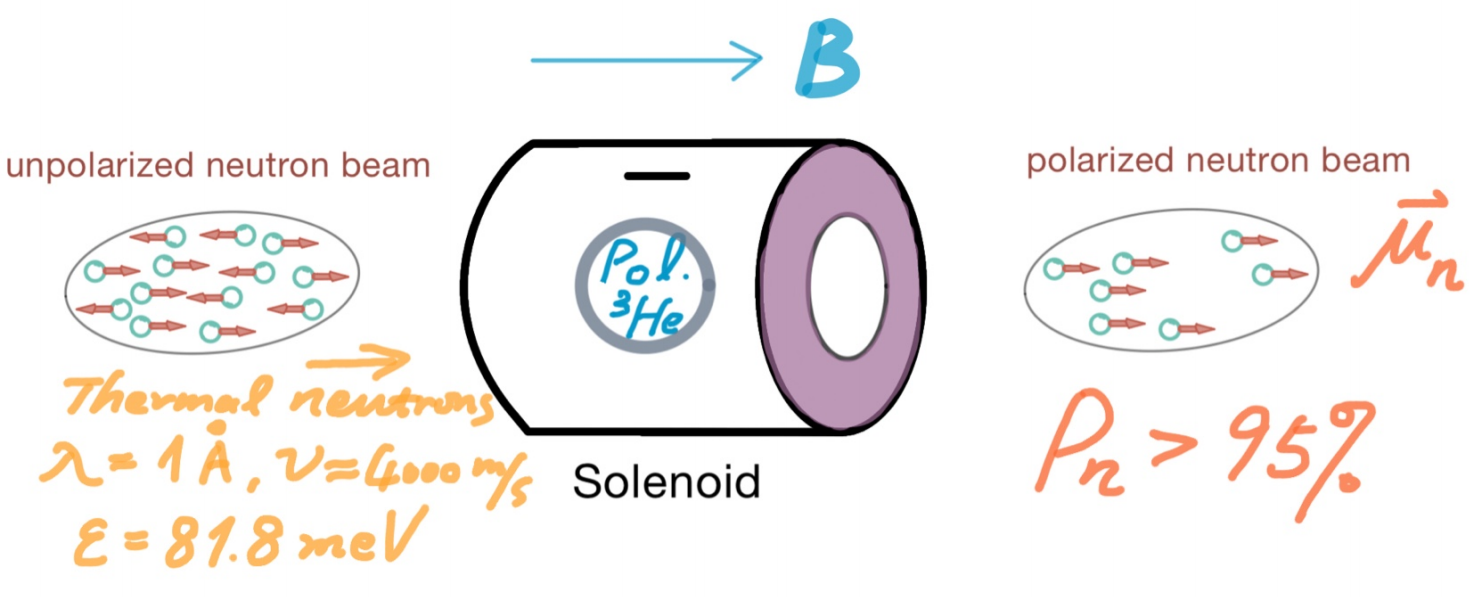 B
unpolarized neutron beam
polarized neutron beam
Pol.
³He
μ⃗ₙ
Thermal neutrons
λ = 1 Å, v = 4000 m/s
ε = 81.8 meV
Solenoid
Pₙ > 95%